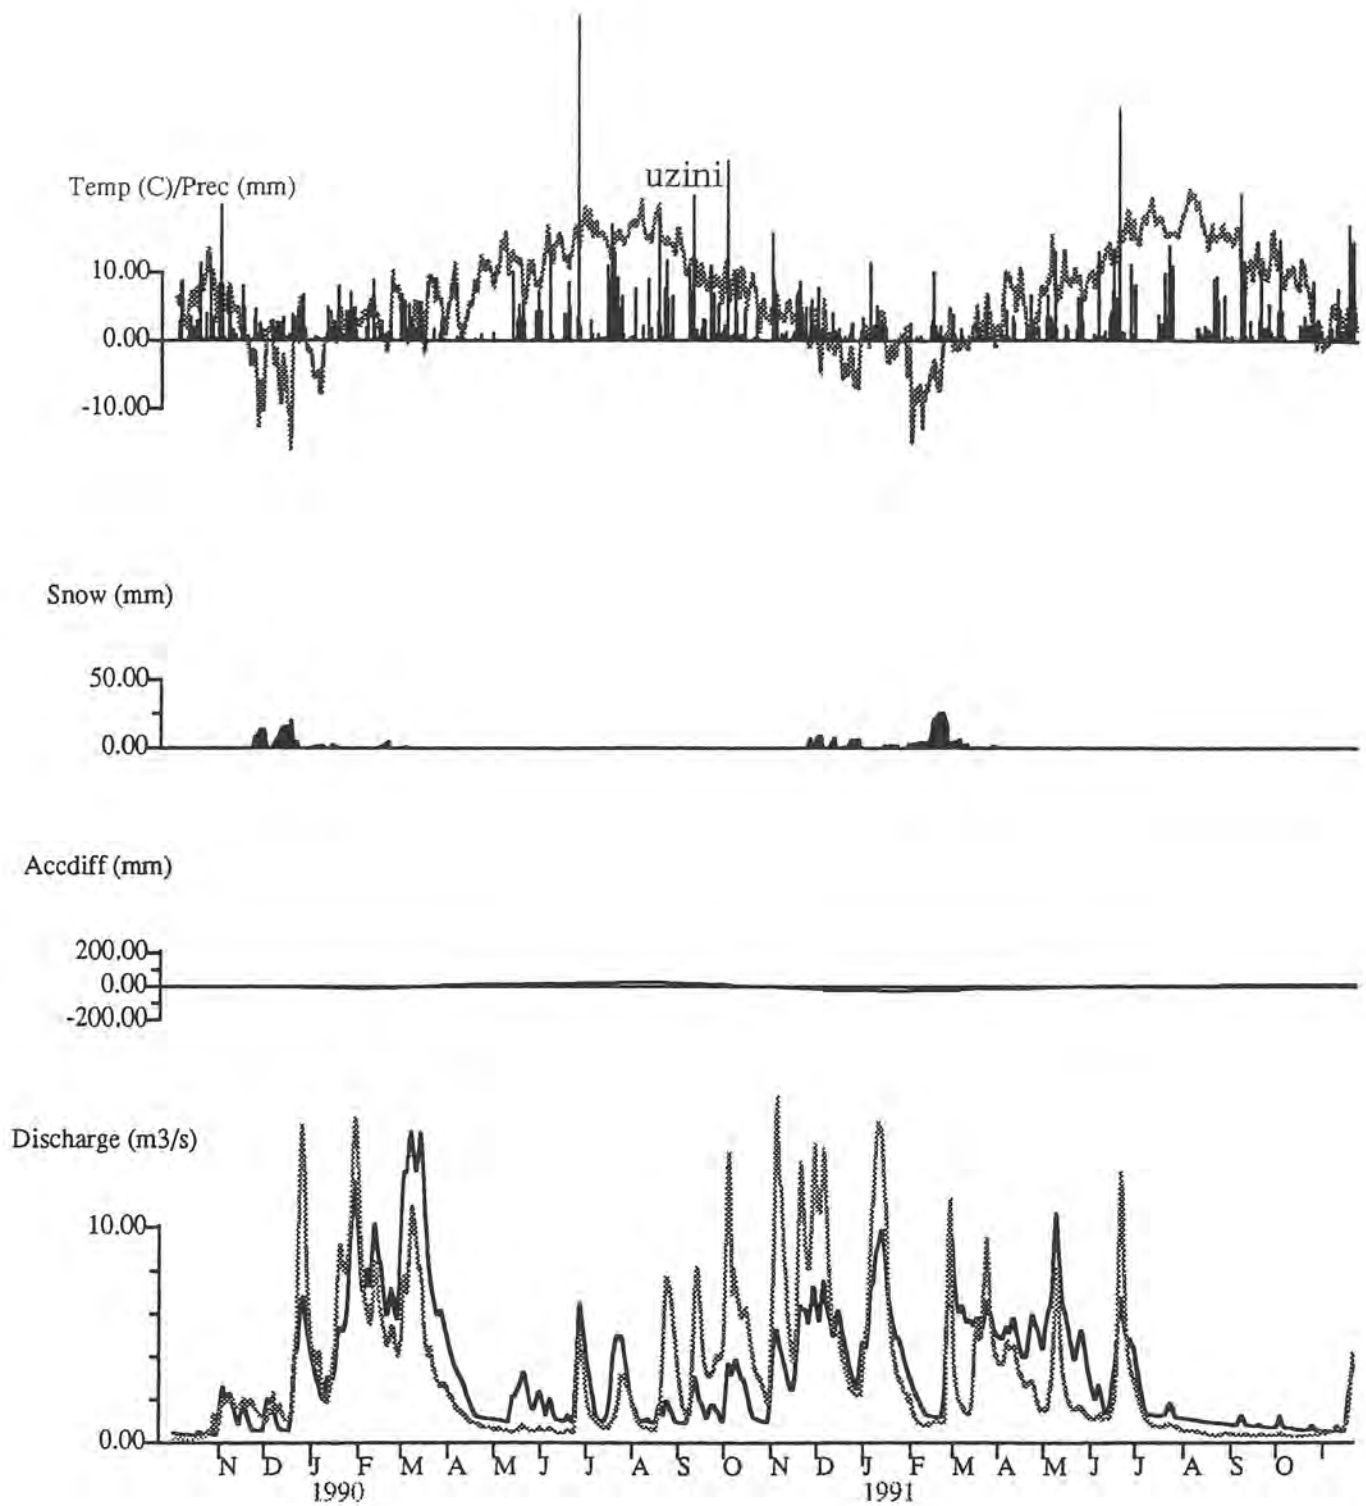 uzini
Temp (C)/Prec (mm)
10.00
0.00
-10.00
Snow (mm)
50.00
0.00
Accdiff (mm)
200.00
0.00
-200.00
Discharge (m3/s)
10.00
0.00
N D J F M A M J J A S O N D J F M A M J J A S O
1990 1991